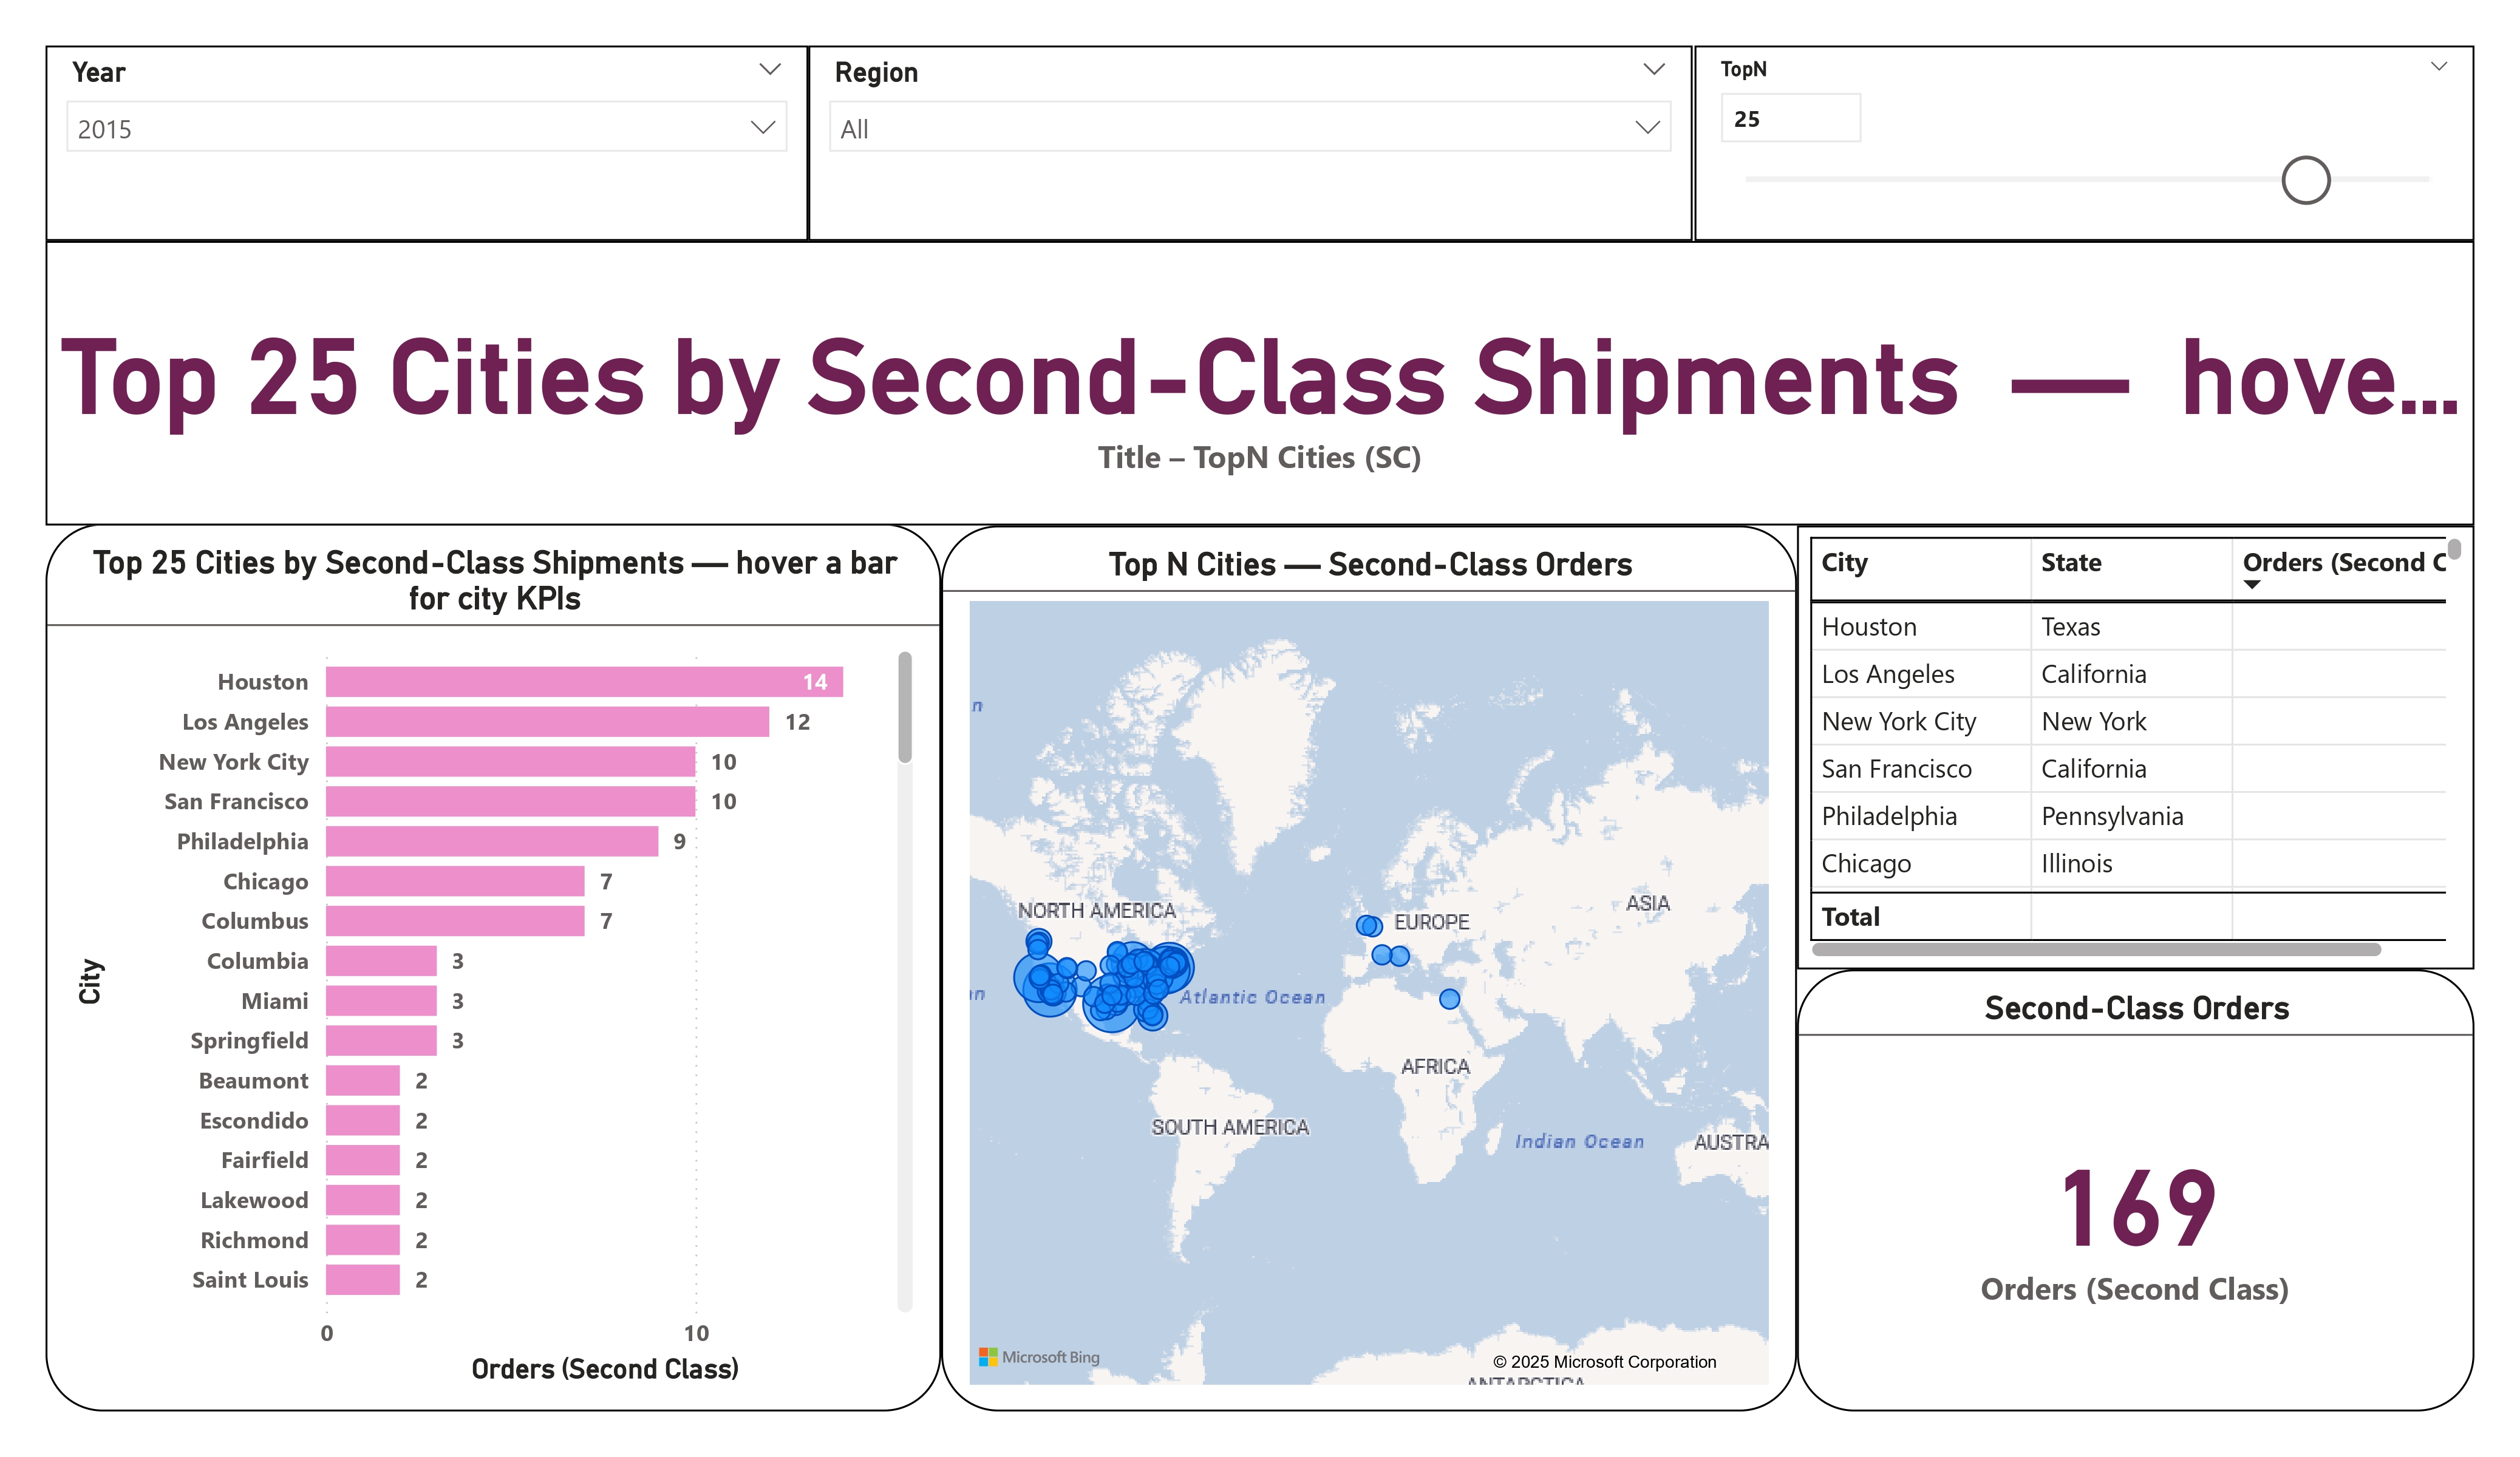 Year
2015
Region
All
TopN
25
Top 25 Cities by Second-Class Shipments — hove...
Title – TopN Cities (SC)
Top 25 Cities by Second-Class Shipments — hover a bar
for city KPIs
City
Houston 14
Los Angeles 12
New York City 10
San Francisco 10
Philadelphia 9
Chicago 7
Columbus 7
Columbia 3
Miami 3
Springfield 3
Beaumont 2
Escondido 2
Fairfield 2
Lakewood 2
Richmond 2
Saint Louis 2
0 10
Orders (Second Class)
Top N Cities — Second-Class Orders
n
NORTH AMERICA
EUROPE
ASIA
n
Atlantic Ocean
AFRICA
SOUTH AMERICA
Indian Ocean
AUSTRA
Microsoft Bing
© 2025 Microsoft Corporation
ANTARCTICA
City State Orders (Second C
Houston Texas
Los Angeles California
New York City New York
San Francisco California
Philadelphia Pennsylvania
Chicago Illinois
Total
Second-Class Orders
169
Orders (Second Class)